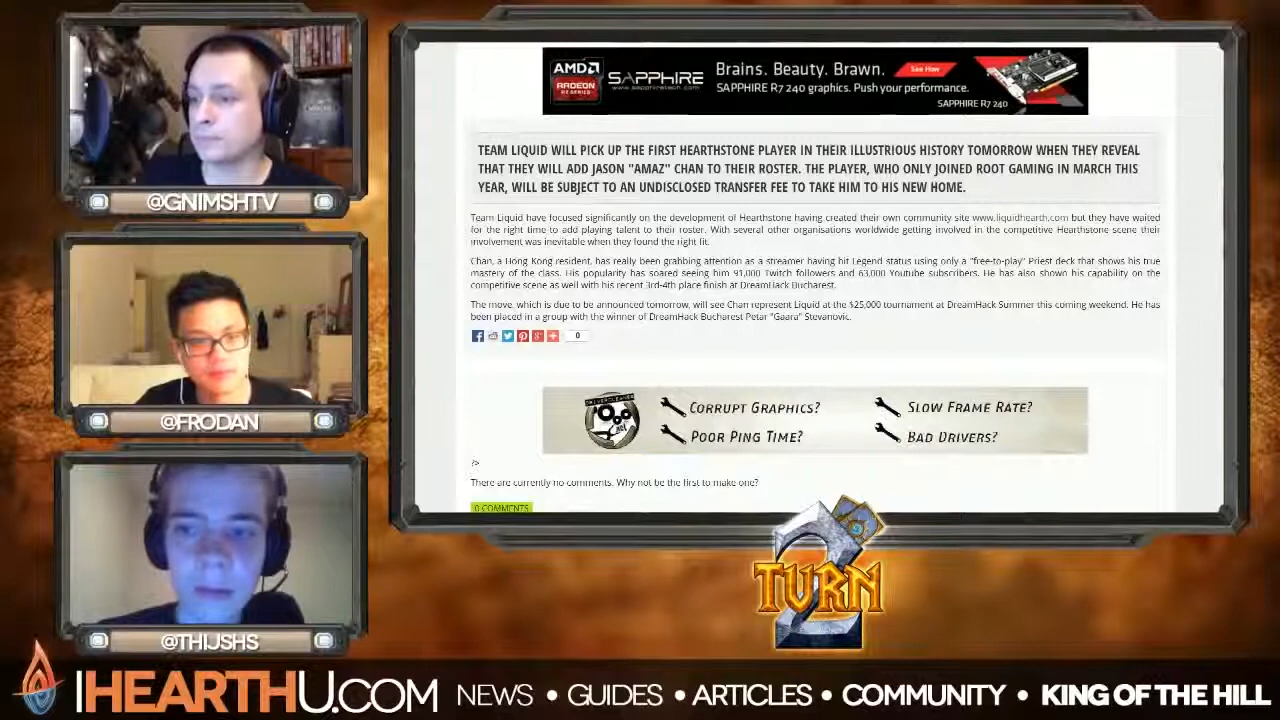 @GNIMSHTV
@FRODAN
@THIJSHS
AMD
RADEON
R7 SERIES
SAPPHIRE
www.sapphiretech.com
Brains. Beauty. Brawn.
See How
SAPPHIRE R7 240 graphics. Push your performance.
SAPPHIRE R7 240
TEAM LIQUID WILL PICK UP THE FIRST HEARTHSTONE PLAYER IN THEIR ILLUSTRIOUS HISTORY TOMORROW WHEN THEY REVEAL
THAT THEY WILL ADD JASON "AMAZ" CHAN TO THEIR ROSTER. THE PLAYER, WHO ONLY JOINED ROOT GAMING IN MARCH THIS
YEAR, WILL BE SUBJECT TO AN UNDISCLOSED TRANSFER FEE TO TAKE HIM TO HIS NEW HOME.
Team Liquid have focused significantly on the development of Hearthstone having created their own community site www.liquidhearth.com but they have waited
for the right time to add playing talent to their roster. With several other organisations worldwide getting involved in the competitive Hearthstone scene their
involvement was inevitable when they found the right fit.
Chan, a Hong Kong resident, has really been grabbing attention as a streamer having hit Legend status using only a "free-to-play" Priest deck that shows his true
mastery of the class. His popularity has soared seeing him 91,000 Twitch followers and 63,000 Youtube subscribers. He has also shown his capability on the
competitive scene as well with his recent 3rd-4th place finish at DreamHack Bucharest.
The move, which is due to be announced tomorrow, will see Chan represent Liquid at the $25,000 tournament at DreamHack Summer this coming weekend. He has
been placed in a group with the winner of DreamHack Bucharest Petar "Gaara" Stevanovic.
0
DRIVERCLEANER
.net
CORRUPT GRAPHICS?
SLOW FRAME RATE?
POOR PING TIME?
BAD DRIVERS?
/>
There are currently no comments. Why not be the first to make one?
0 COMMENTS
TURN
2
IHEARTHU.COM
NEWS • GUIDES • ARTICLES • COMMUNITY • KING OF THE HILL